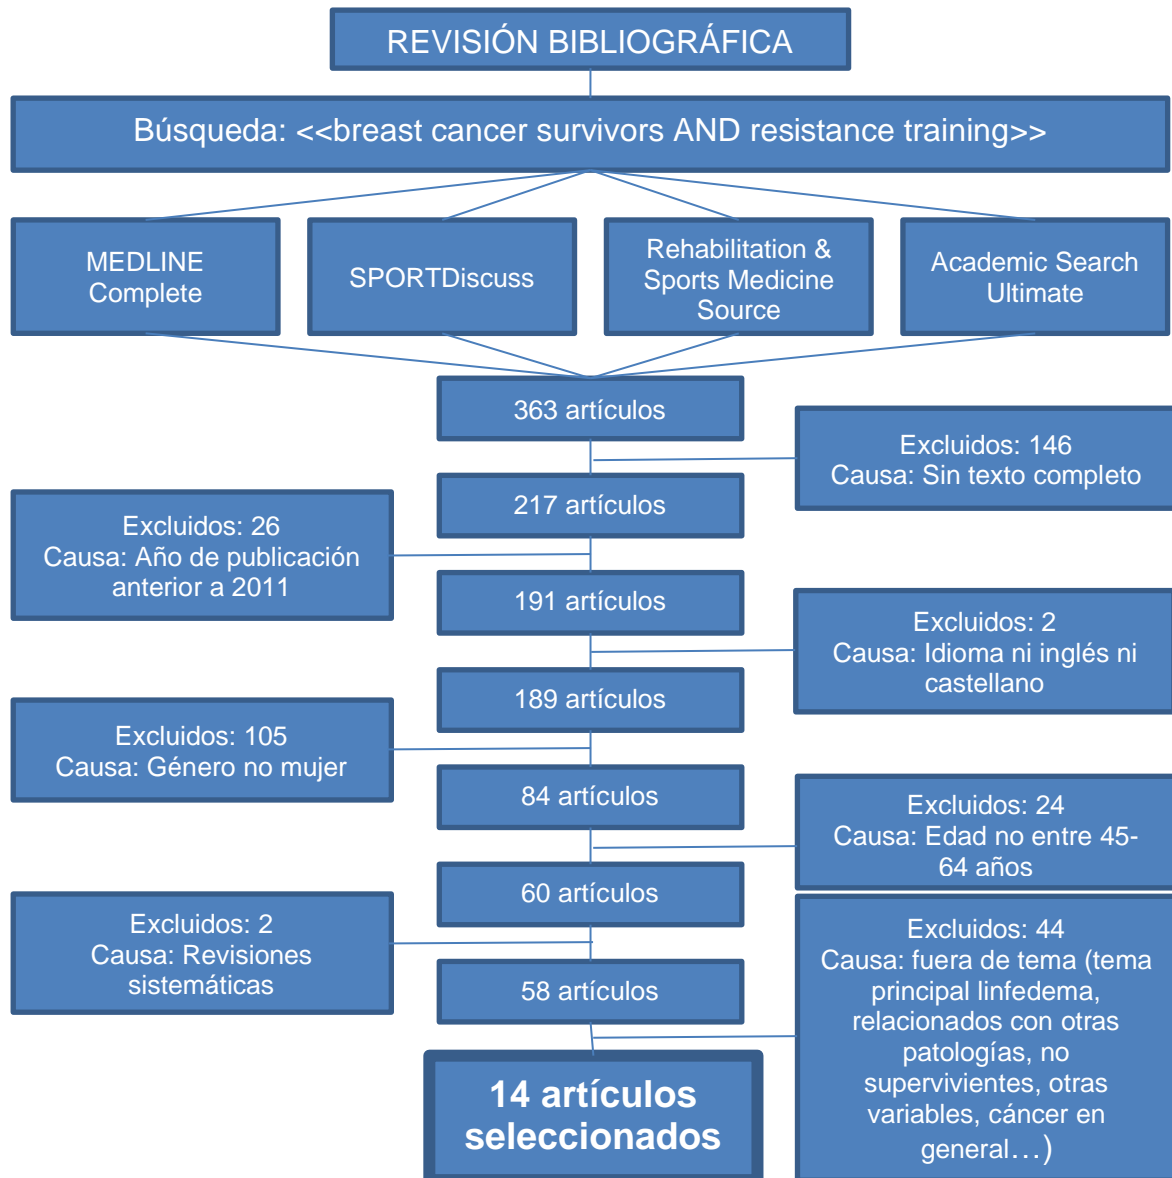 REVISIÓN BIBLIOGRÁFICA
Búsqueda: <<breast cancer survivors AND resistance training>>
MEDLINE
Complete
SPORTDiscuss
Rehabilitation &
Sports Medicine
Source
Academic Search
Ultimate
363 artículos
Excluidos: 146
Causa: Sin texto completo
217 artículos
Excluidos: 26
Causa: Año de publicación
anterior a 2011
191 artículos
Excluidos: 2
Causa: Idioma ni inglés ni
castellano
189 artículos
Excluidos: 105
Causa: Género no mujer
84 artículos
Excluidos: 24
Causa: Edad no entre 45-
64 años
60 artículos
Excluidos: 2
Causa: Revisiones
sistemáticas
58 artículos
Excluidos: 44
Causa: fuera de tema (tema
principal linfedema,
relacionados con otras
patologías, no
supervivientes, otras
variables, cáncer en
general…)
14 artículos
seleccionados